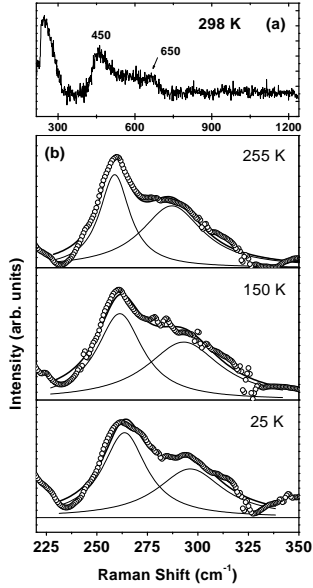 298 K (a)
450
650
300 600 900 1200
(b)
255 K
150 K
25 K
Intensity (arb. units)
225 250 275 300 325 350
Raman Shift (cm⁻¹)